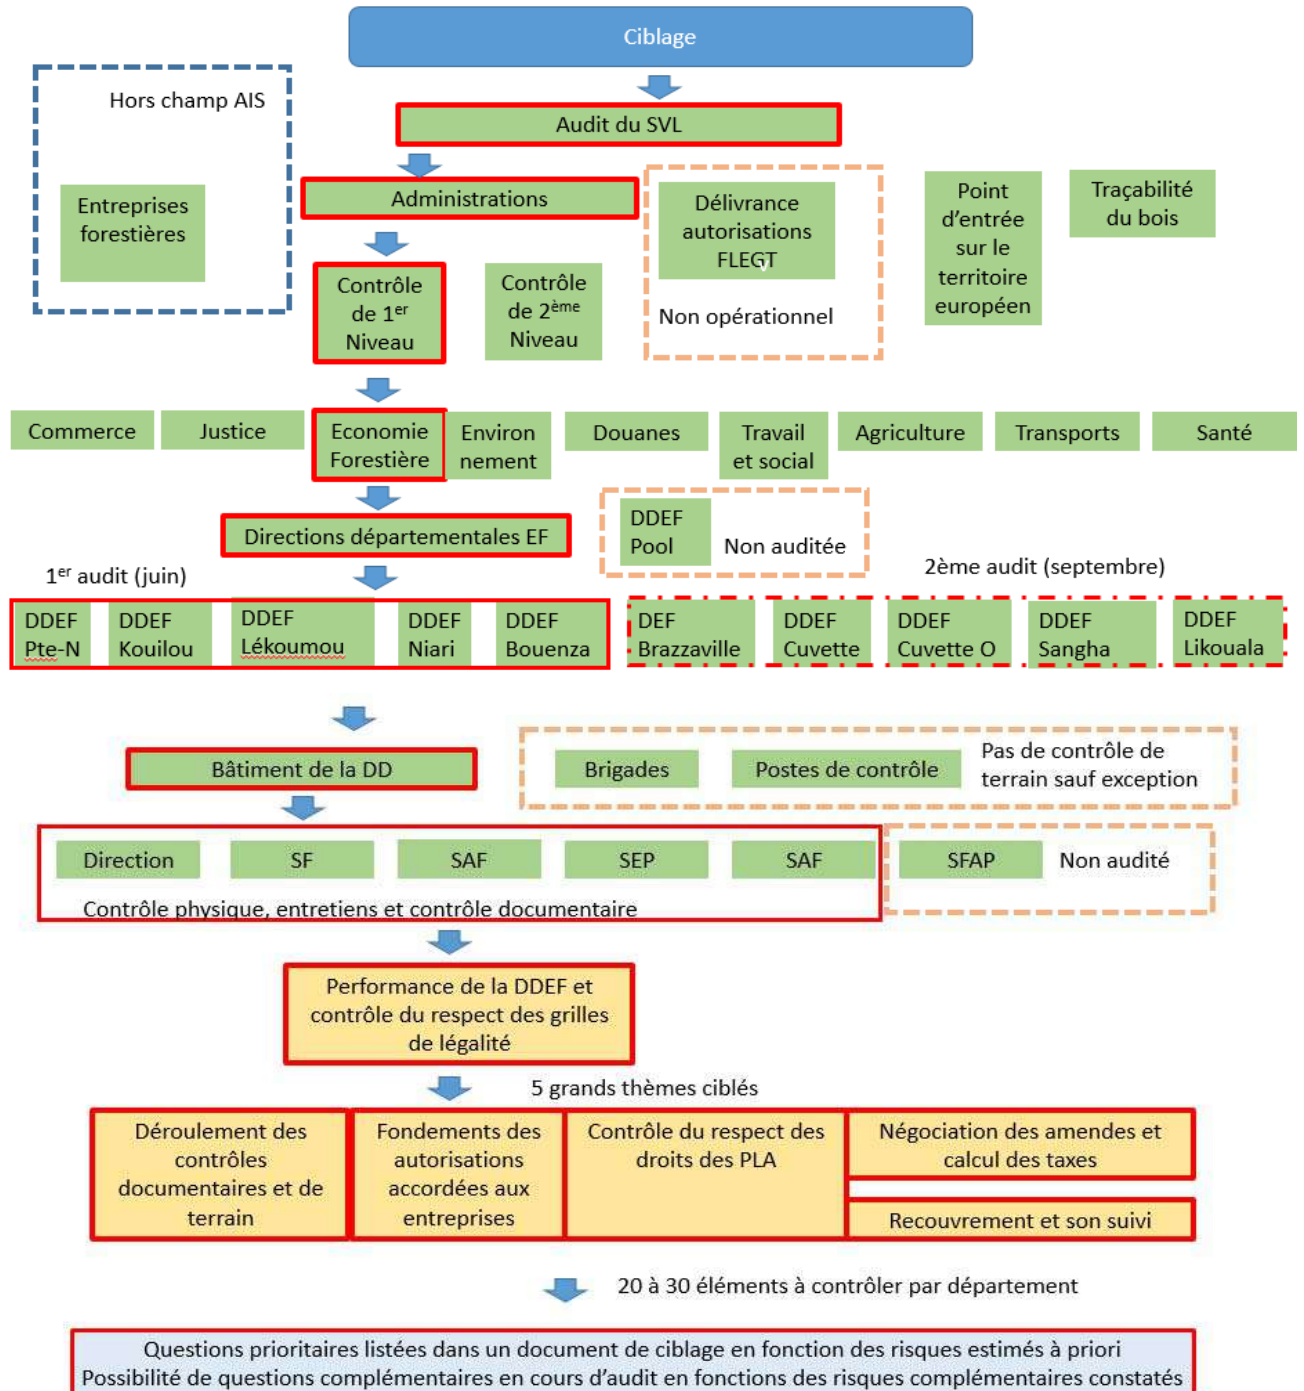 Ciblage
Hors champ AIS
Entreprises
forestières
Audit du SVL
Administrations
Délivrance
autorisations
FLEGT
Non opérationnel
Point
d'entrée
sur le
territoire
européen
Traçabilité
du bois
Contrôle
de 1er
Niveau
Contrôle
de 2ème
Niveau
Commerce
Justice
Economie
Forestière
Environ
nement
Douanes
Travail
et social
Agriculture
Transports
Santé
Directions départementales EF
DDEF
Pool
Non auditée
1er audit (juin)
2ème audit (septembre)
DDEF
Pte-N
DDEF
Kouilou
DDEF
Lékoumou
DDEF
Niari
DDEF
Bouenza
DEF
Brazzaville
DDEF
Cuvette
DDEF
Cuvette O
DDEF
Sangha
DDEF
Likouala
Bâtiment de la DD
Brigades
Postes de contrôle
Pas de contrôle de
terrain sauf exception
Direction
SF
SAF
SEP
SAF
SFAP
Non audité
Contrôle physique, entretiens et contrôle documentaire
Performance de la DDEF et
contrôle du respect des grilles
de légalité
5 grands thèmes ciblés
Déroulement des
contrôles
documentaires et de
terrain
Fondements des
autorisations
accordées aux
entreprises
Contrôle du respect des
droits des PLA
Négociation des amendes et
calcul des taxes
Recouvrement et son suivi
20 à 30 éléments à contrôler par département
Questions prioritaires listées dans un document de ciblage en fonction des risques estimés à priori
Possibilité de questions complémentaires en cours d'audit en fonctions des risques complémentaires constatés